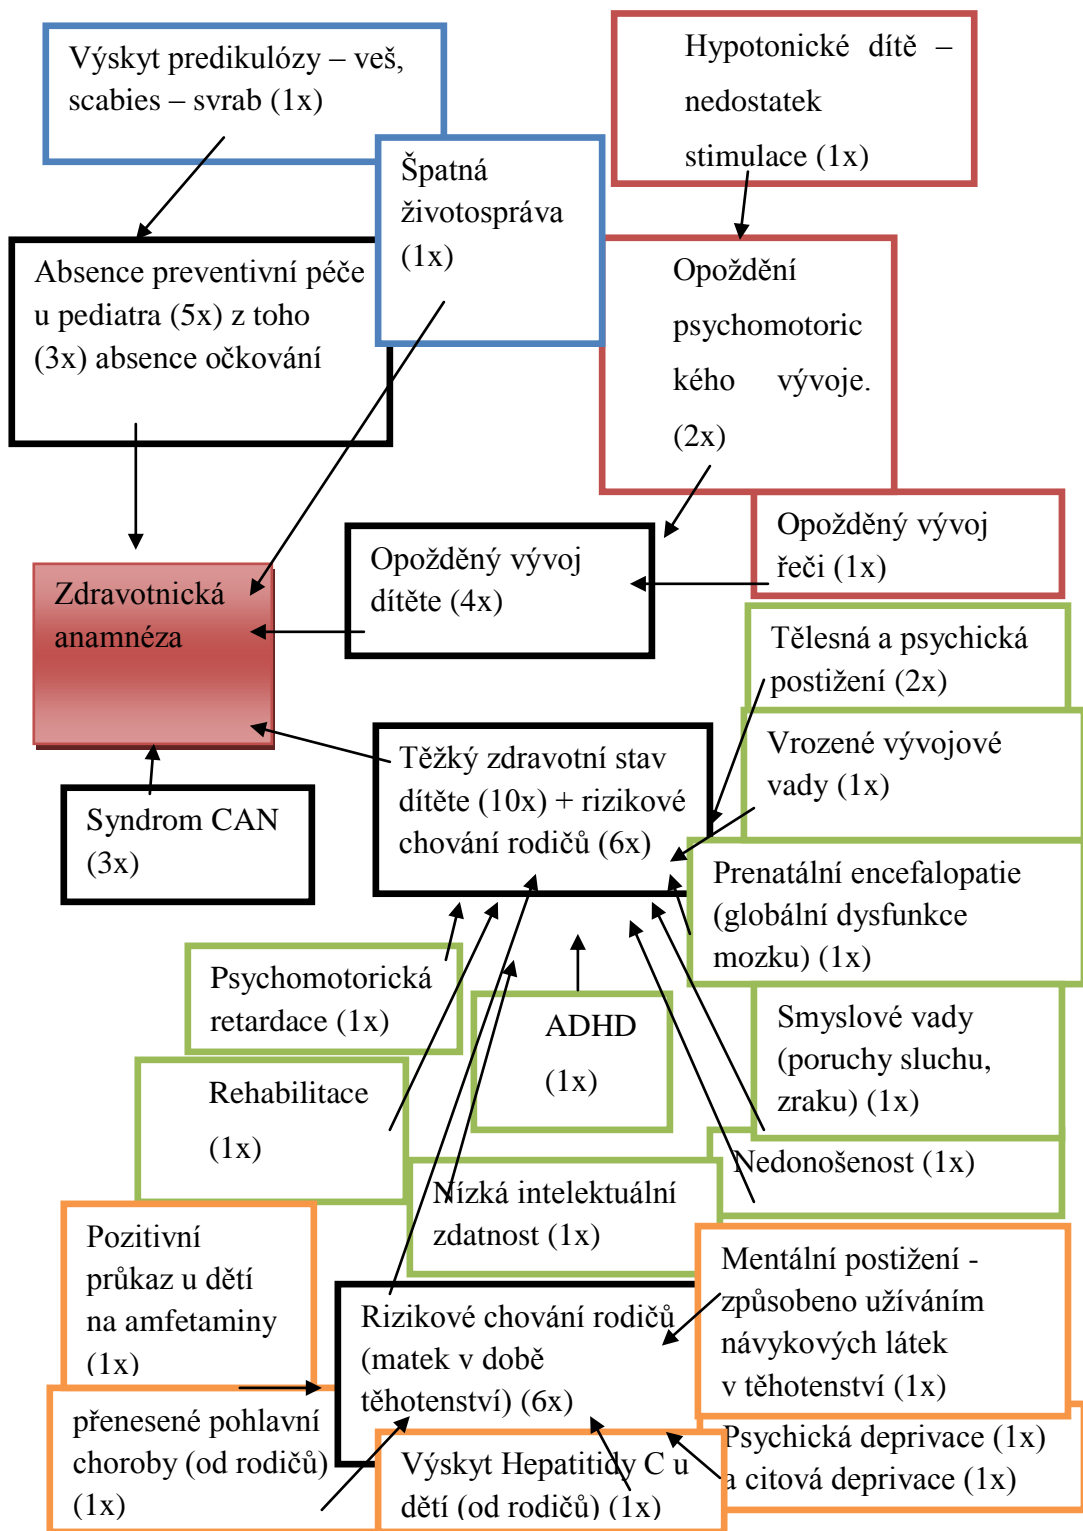 Výskyt predikulózy – veš,
scabies – svrab (1x)
Hypotonické dítě –
nedostatek
stimulace (1x)
Špatná
životospráva
(1x)
Absence preventivní péče
u pediatra (5x) z toho
(3x) absence očkování
Opoždění
psychomotoric
kého vývoje.
(2x)
Opožděný vývoj
řeči (1x)
Opožděný vývoj
dítěte (4x)
Zdravotnická
anamnéza
Tělesná a psychická
postižení (2x)
Vrozené vývojové
vady (1x)
Těžký zdravotní stav
dítěte (10x) + rizikové
chování rodičů (6x)
Syndrom CAN
(3x)
Prenatální encefalopatie
(globální dysfunkce
mozku) (1x)
Psychomotorická
retardace (1x)
ADHD
(1x)
Smyslové vady
(poruchy sluchu,
zraku) (1x)
Rehabilitace
(1x)
Nedonošenost (1x)
Nízká intelektuální
zdatnost (1x)
Pozitivní
průkaz u dětí
na amfetaminy
(1x)
Rizikové chování rodičů
(matek v době
těhotenství) (6x)
Mentální postižení -
způsobeno užíváním
návykových látek
v těhotenství (1x)
přenesené pohlavní
choroby (od rodičů)
(1x)
Výskyt Hepatitidy C u
dětí (od rodičů) (1x)
Psychická deprivace (1x)
a citová deprivace (1x)